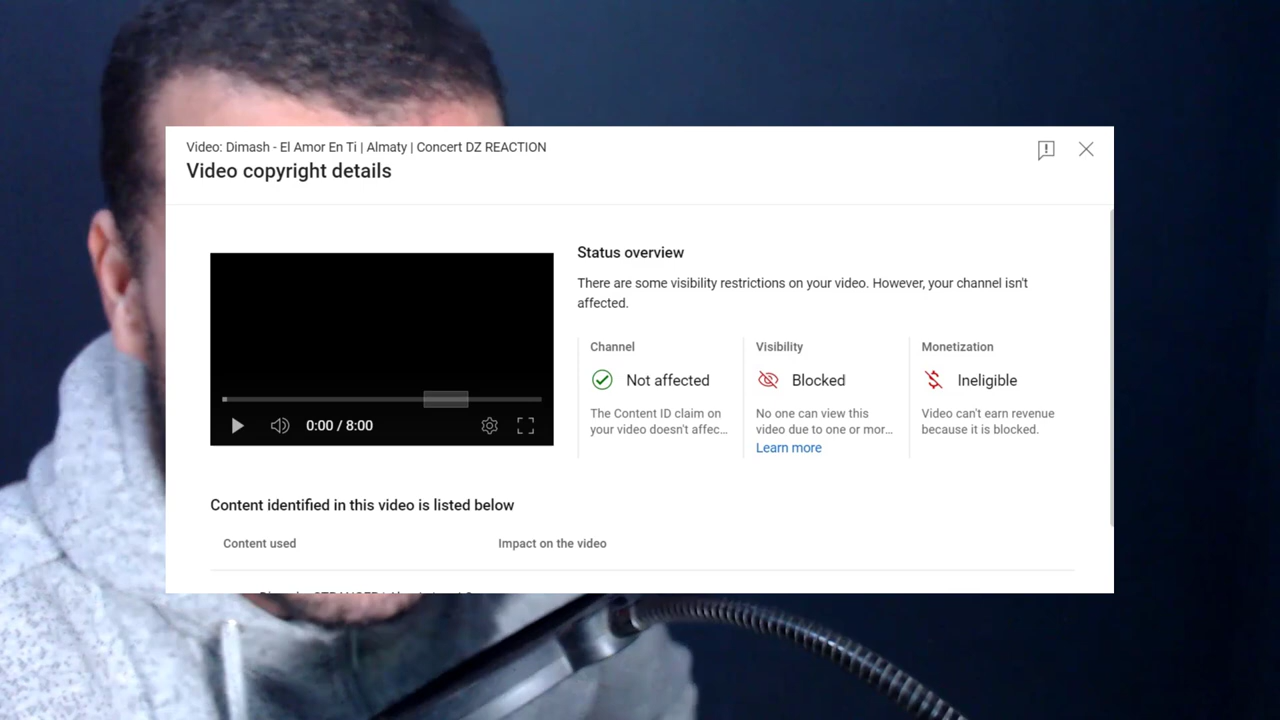 Video: Dimash - El Amor En Ti | Almaty | Concert DZ REACTION
Video copyright details
Status overview
There are some visibility restrictions on your video. However, your channel isn't
affected.
Channel
Not affected
The Content ID claim on
your video doesn't affec...
Visibility
Blocked
No one can view this
video due to one or mor...
Learn more
Monetization
Ineligible
Video can't earn revenue
because it is blocked.
0:00 / 8:00
Content identified in this video is listed below
Content used
Impact on the video